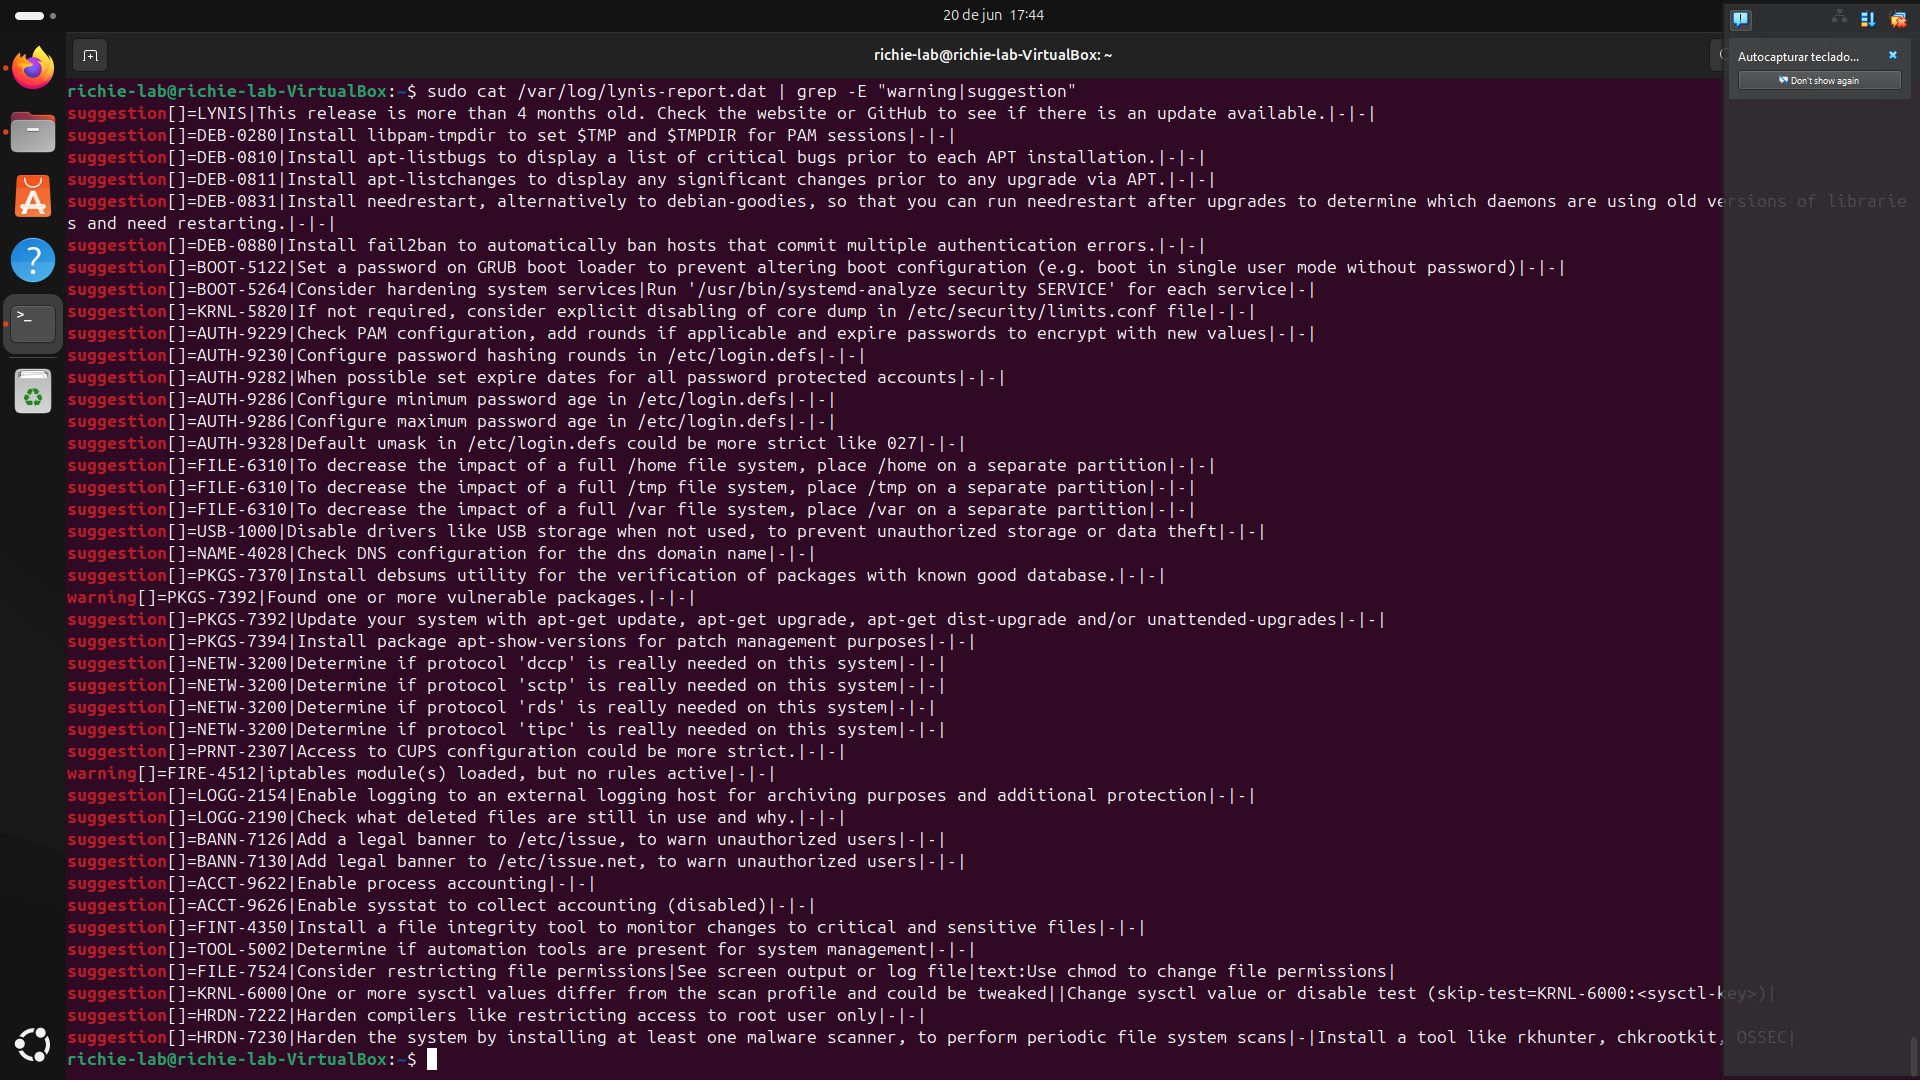 20 de jun 17:44
richie-lab@richie-lab-VirtualBox: ~
Autocapturar teclado...
Don't show again
richie-lab@richie-lab-VirtualBox:~$ sudo cat /var/log/lynis-report.dat | grep -E "warning|suggestion"
suggestion[]=LYNIS|This release is more than 4 months old. Check the website or GitHub to see if there is an update available.|-|-|
suggestion[]=DEB-0280|Install libpam-tmpdir to set $TMP and $TMPDIR for PAM sessions|-|-|
suggestion[]=DEB-0810|Install apt-listbugs to display a list of critical bugs prior to each APT installation.|-|-|
suggestion[]=DEB-0811|Install apt-listchanges to display any significant changes prior to any upgrade via APT.|-|-|
suggestion[]=DEB-0831|Install needrestart, alternatively to debian-goodies, so that you can run needrestart after upgrades to determine which daemons are using old versions of librarie
s and need restarting.|-|-|
suggestion[]=DEB-0880|Install fail2ban to automatically ban hosts that commit multiple authentication errors.|-|-|
suggestion[]=BOOT-5122|Set a password on GRUB boot loader to prevent altering boot configuration (e.g. boot in single user mode without password)|-|-|
suggestion[]=BOOT-5264|Consider hardening system services|Run '/usr/bin/systemd-analyze security SERVICE' for each service|-|
suggestion[]=KRNL-5820|If not required, consider explicit disabling of core dump in /etc/security/limits.conf file|-|-|
suggestion[]=AUTH-9229|Check PAM configuration, add rounds if applicable and expire passwords to encrypt with new values|-|-|
suggestion[]=AUTH-9230|Configure password hashing rounds in /etc/login.defs|-|-|
suggestion[]=AUTH-9282|When possible set expire dates for all password protected accounts|-|-|
suggestion[]=AUTH-9286|Configure minimum password age in /etc/login.defs|-|-|
suggestion[]=AUTH-9286|Configure maximum password age in /etc/login.defs|-|-|
suggestion[]=AUTH-9328|Default umask in /etc/login.defs could be more strict like 027|-|-|
suggestion[]=FILE-6310|To decrease the impact of a full /home file system, place /home on a separate partition|-|-|
suggestion[]=FILE-6310|To decrease the impact of a full /tmp file system, place /tmp on a separate partition|-|-|
suggestion[]=FILE-6310|To decrease the impact of a full /var file system, place /var on a separate partition|-|-|
suggestion[]=USB-1000|Disable drivers like USB storage when not used, to prevent unauthorized storage or data theft|-|-|
suggestion[]=NAME-4028|Check DNS configuration for the dns domain name|-|-|
suggestion[]=PKGS-7370|Install debsums utility for the verification of packages with known good database.|-|-|
warning[]=PKGS-7392|Found one or more vulnerable packages.|-|-|
suggestion[]=PKGS-7392|Update your system with apt-get update, apt-get upgrade, apt-get dist-upgrade and/or unattended-upgrades|-|-|
suggestion[]=PKGS-7394|Install package apt-show-versions for patch management purposes|-|-|
suggestion[]=NETW-3200|Determine if protocol 'dccp' is really needed on this system|-|-|
suggestion[]=NETW-3200|Determine if protocol 'sctp' is really needed on this system|-|-|
suggestion[]=NETW-3200|Determine if protocol 'rds' is really needed on this system|-|-|
suggestion[]=NETW-3200|Determine if protocol 'tipc' is really needed on this system|-|-|
suggestion[]=PRNT-2307|Access to CUPS configuration could be more strict.|-|-|
warning[]=FIRE-4512|iptables module(s) loaded, but no rules active|-|-|
suggestion[]=LOGG-2154|Enable logging to an external logging host for archiving purposes and additional protection|-|-|
suggestion[]=LOGG-2190|Check what deleted files are still in use and why.|-|-|
suggestion[]=BANN-7126|Add a legal banner to /etc/issue, to warn unauthorized users|-|-|
suggestion[]=BANN-7130|Add legal banner to /etc/issue.net, to warn unauthorized users|-|-|
suggestion[]=ACCT-9622|Enable process accounting|-|-|
suggestion[]=ACCT-9626|Enable sysstat to collect accounting (disabled)|-|-|
suggestion[]=FINT-4350|Install a file integrity tool to monitor changes to critical and sensitive files|-|-|
suggestion[]=TOOL-5002|Determine if automation tools are present for system management|-|-|
suggestion[]=FILE-7524|Consider restricting file permissions|See screen output or log file|text:Use chmod to change file permissions|
suggestion[]=KRNL-6000|One or more sysctl values differ from the scan profile and could be tweaked||Change sysctl value or disable test (skip-test=KRNL-6000:<sysctl-key>)|
suggestion[]=HRDN-7222|Harden compilers like restricting access to root user only|-|-|
suggestion[]=HRDN-7230|Harden the system by installing at least one malware scanner, to perform periodic file system scans|-|Install a tool like rkhunter, chkrootkit, OSSEC|
richie-lab@richie-lab-VirtualBox:~$